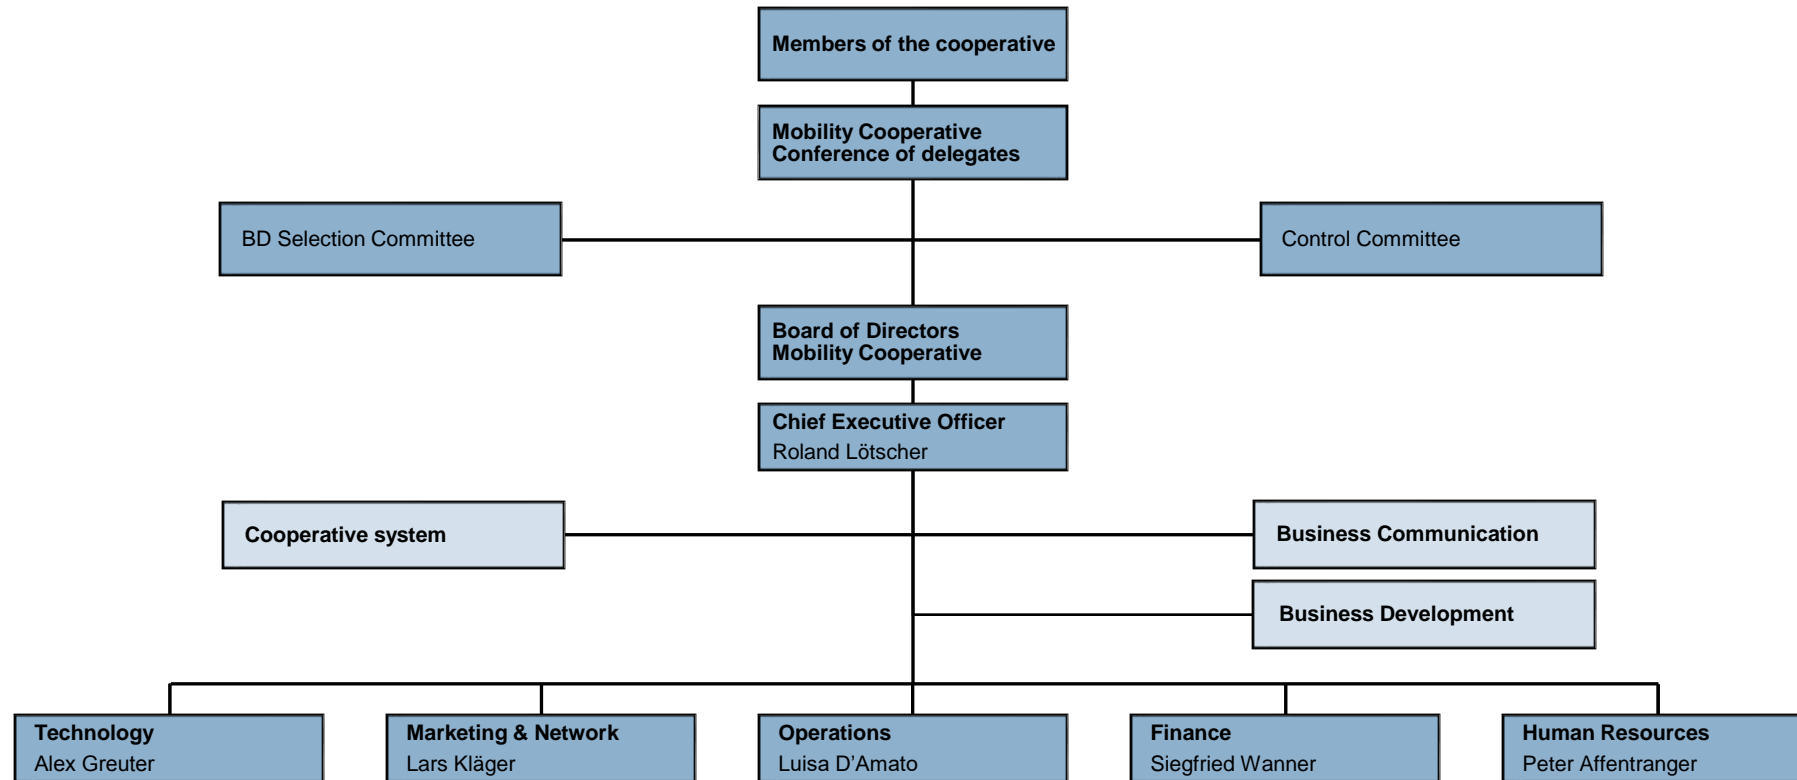 Members of the cooperative
Mobility Cooperative
Conference of delegates
BD Selection Committee
Control Committee
Board of Directors
Mobility Cooperative
Chief Executive Officer
Roland Lötscher
Cooperative system
Business Communication
Business Development
Technology
Alex Greuter
Marketing & Network
Lars Kläger
Operations
Luisa D’Amato
Finance
Siegfried Wanner
Human Resources
Peter Affentranger